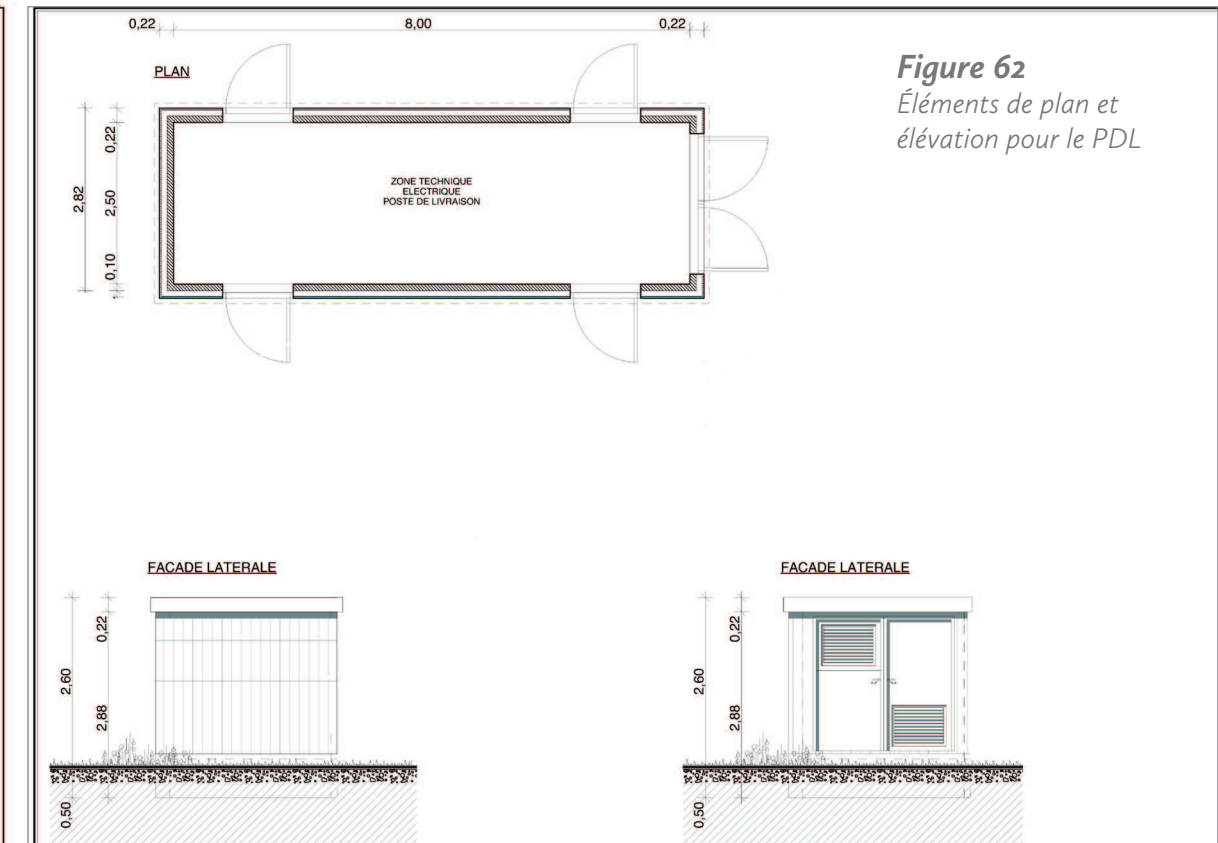 0,22 8,00 0,22
Figure 62
Éléments de plan et
élévation pour le PDL
PLAN
2,82
0,22
2,50
0,10
ZONE TECHNIQUE
ELECTRIQUE
POSTE DE LIVRAISON
FACADE LATERALE
2,60
0,22
2,88
0,50
FACADE LATERALE
2,60
0,22
2,88
0,50